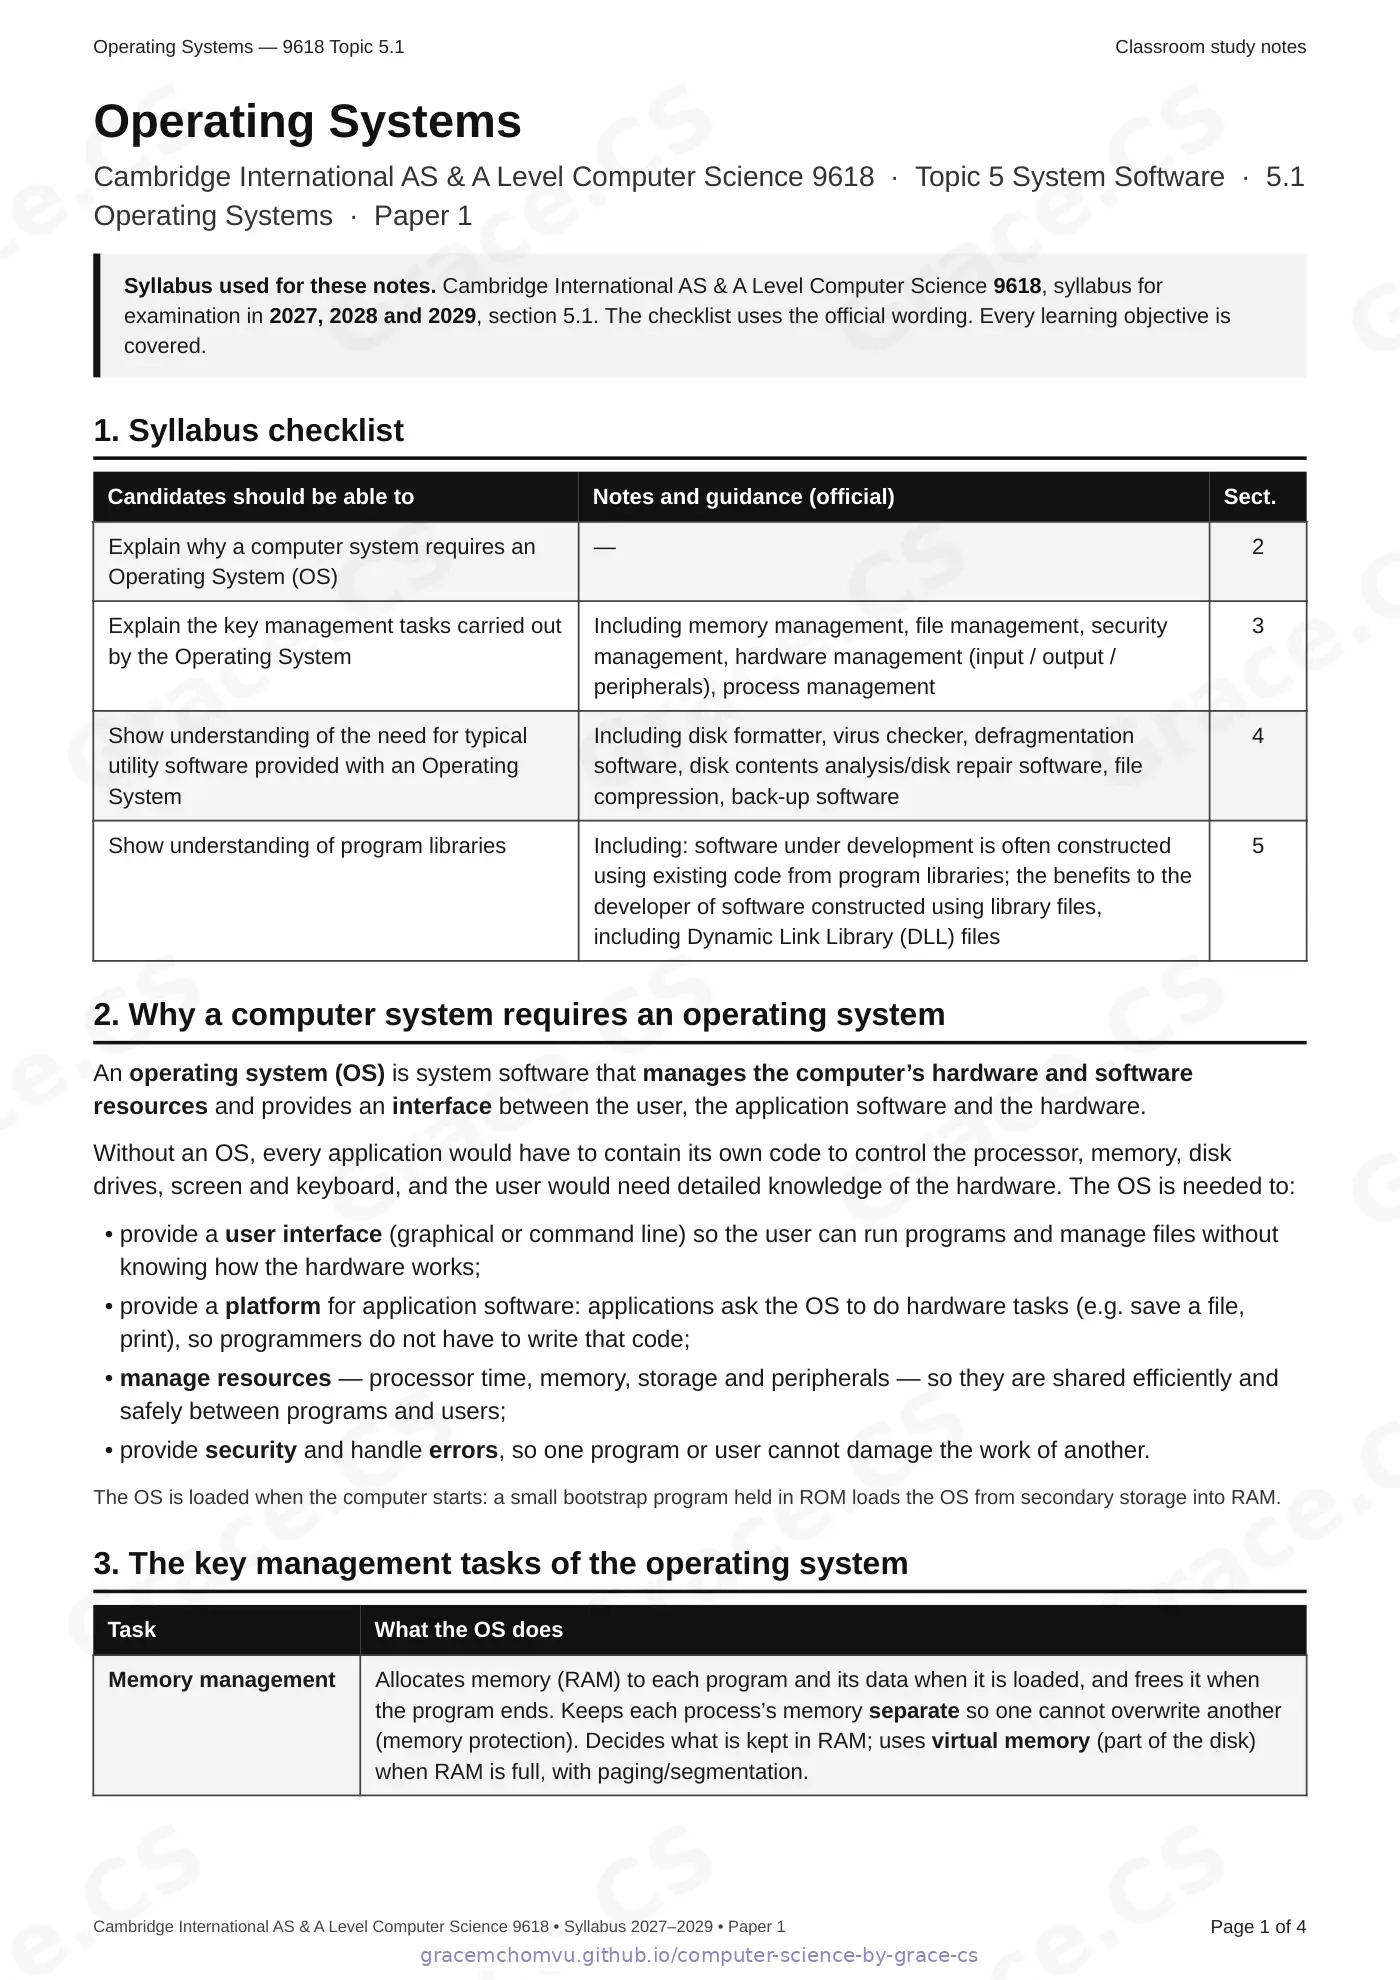 Operating Systems — 9618 Topic 5.1
Classroom study notes
Operating Systems
Cambridge International AS & A Level Computer Science 9618 · Topic 5 System Software · 5.1
Operating Systems · Paper 1
Syllabus used for these notes. Cambridge International AS & A Level Computer Science 9618, syllabus for
examination in 2027, 2028 and 2029, section 5.1. The checklist uses the official wording. Every learning objective is
covered.
1. Syllabus checklist
Candidates should be able to
Notes and guidance (official)
Sect.
Explain why a computer system requires an
Operating System (OS)
—
2
Explain the key management tasks carried out
by the Operating System
Including memory management, file management, security
management, hardware management (input / output /
peripherals), process management
3
Show understanding of the need for typical
utility software provided with an Operating
System
Including disk formatter, virus checker, defragmentation
software, disk contents analysis/disk repair software, file
compression, back-up software
4
Show understanding of program libraries
Including: software under development is often constructed
using existing code from program libraries; the benefits to the
developer of software constructed using library files,
including Dynamic Link Library (DLL) files
5
2. Why a computer system requires an operating system
An operating system (OS) is system software that manages the computer’s hardware and software
resources and provides an interface between the user, the application software and the hardware.
Without an OS, every application would have to contain its own code to control the processor, memory, disk
drives, screen and keyboard, and the user would need detailed knowledge of the hardware. The OS is needed to:
• provide a user interface (graphical or command line) so the user can run programs and manage files without
knowing how the hardware works;
• provide a platform for application software: applications ask the OS to do hardware tasks (e.g. save a file,
print), so programmers do not have to write that code;
• manage resources — processor time, memory, storage and peripherals — so they are shared efficiently and
safely between programs and users;
• provide security and handle errors, so one program or user cannot damage the work of another.
The OS is loaded when the computer starts: a small bootstrap program held in ROM loads the OS from secondary storage into RAM.
3. The key management tasks of the operating system
Task
What the OS does
Memory management
Allocates memory (RAM) to each program and its data when it is loaded, and frees it when
the program ends. Keeps each process’s memory separate so one cannot overwrite another
(memory protection). Decides what is kept in RAM; uses virtual memory (part of the disk)
when RAM is full, with paging/segmentation.
Cambridge International AS & A Level Computer Science 9618 • Syllabus 2027–2029 • Paper 1
Page 1 of 4
gracemchomvu.github.io/computer-science-by-grace-cs
Grace.CS